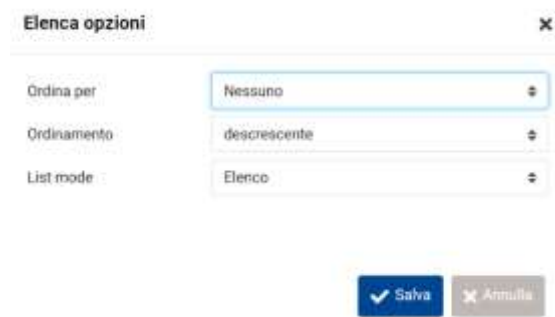 Elenca opzioni
Ordina per Nessuno
Ordinamento descrescente
List mode Elenco
Salva Annulla